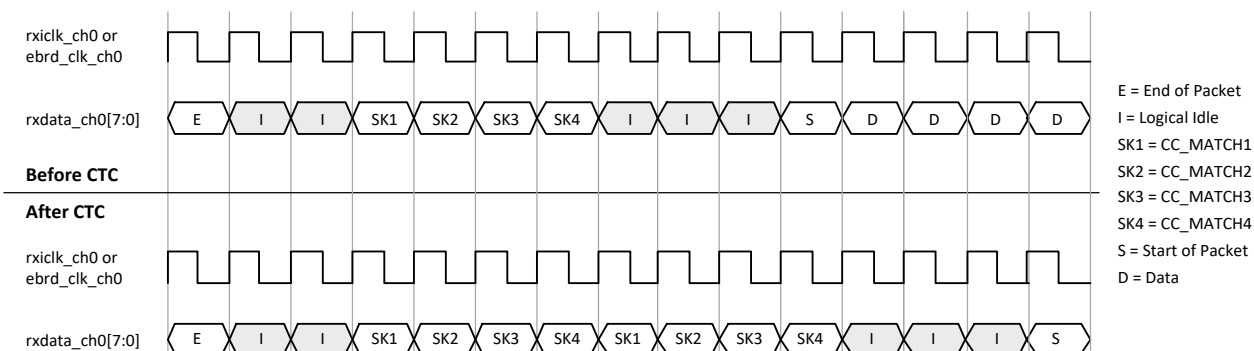 rxiclk_ch0 or
ebrd_clk_ch0
rxdata_ch0[7:0] E I I SK1 SK2 SK3 SK4 I I I S D D D D
Before CTC
After CTC
rxiclk_ch0 or
ebrd_clk_ch0
rxdata_ch0[7:0] E I I SK1 SK2 SK3 SK4 SK1 SK2 SK3 SK4 I I I S
E = End of Packet
I = Logical Idle
SK1 = CC_MATCH1
SK2 = CC_MATCH2
SK3 = CC_MATCH3
SK4 = CC_MATCH4
S = Start of Packet
D = Data